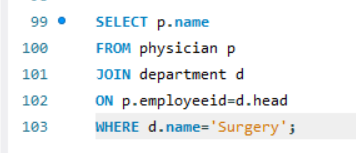 99 SELECT p.name
100 FROM physician p
101 JOIN department d
102 ON p.employeeid=d.head
103 WHERE d.name='Surgery';